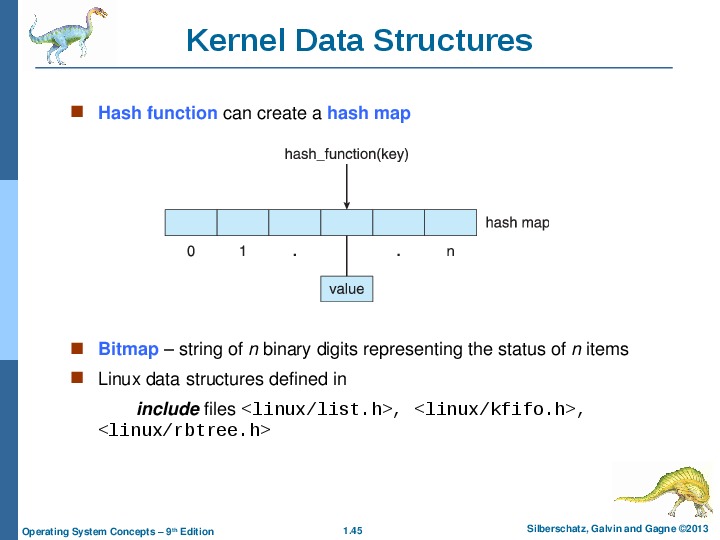 Kernel Data Structures
Hash function can create a hash map
hash_function(key)
hash map
0 1 . . n
value
Bitmap – string of n binary digits representing the status of n items
Linux data structures defined in
include files <linux/list.h>, <linux/kfifo.h>,
<linux/rbtree.h>
Operating System Concepts – 9th Edition
1.45
Silberschatz, Galvin and Gagne ©2013